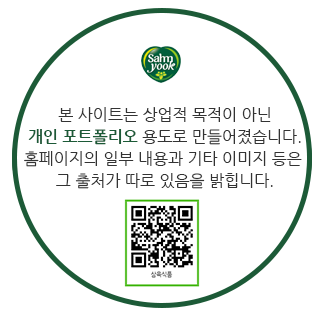 Sahm
yook
본 사이트는 상업적 목적이 아닌
개인 포트폴리오 용도로 만들어졌습니다.
홈페이지의 일부 내용과 기타 이미지 등은
그 출처가 따로 있음을 밝힙니다.
삼육식품